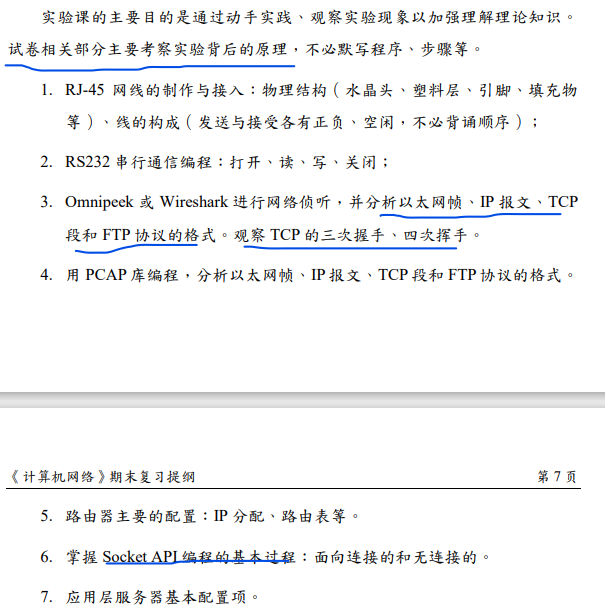 实验课的主要目的是通过动手实践、观察实验现象以加强理解理论知识。
试卷相关部分主要考察实验背后的原理，不必默写程序、步骤等。
1. RJ-45 网线的制作与接入：物理结构（水晶头、塑料层、引脚、填充物
等）、线的构成（发送与接受各有正负、空闲，不必背诵顺序）；
2. RS232 串行通信编程：打开、读、写、关闭；
3. Omnipeek 或 Wireshark 进行网络侦听，并分析以太网帧、IP 报文、TCP
段和 FTP 协议的格式。观察 TCP 的三次握手、四次挥手。
4. 用 PCAP 库编程，分析以太网帧、IP 报文、TCP 段和 FTP 协议的格式。
《计算机网络》期末复习提纲 第 7 页
5. 路由器主要的配置：IP 分配、路由表等。
6. 掌握 Socket API 编程的基本过程：面向连接的和无连接的。
7. 应用层服务器基本配置项。